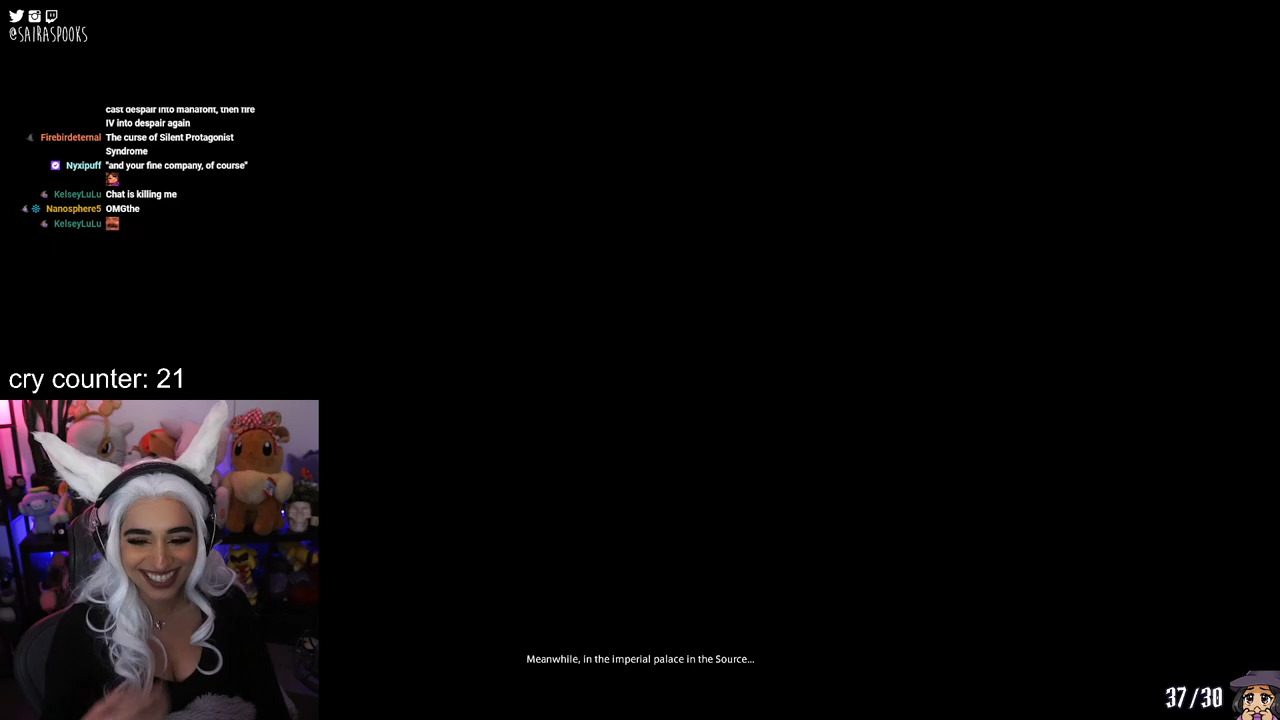 @SAIRASPOOKS
cast despair into manafont, then fire
IV into despair again
Firebirdeternal The curse of Silent Protagonist
Syndrome
Nyxipuff "and your fine company, of course"
KelseyLuLu Chat is killing me
Nanosphere5 OMGthe
KelseyLuLu
cry counter: 21
Meanwhile, in the imperial palace in the Source...
37/30